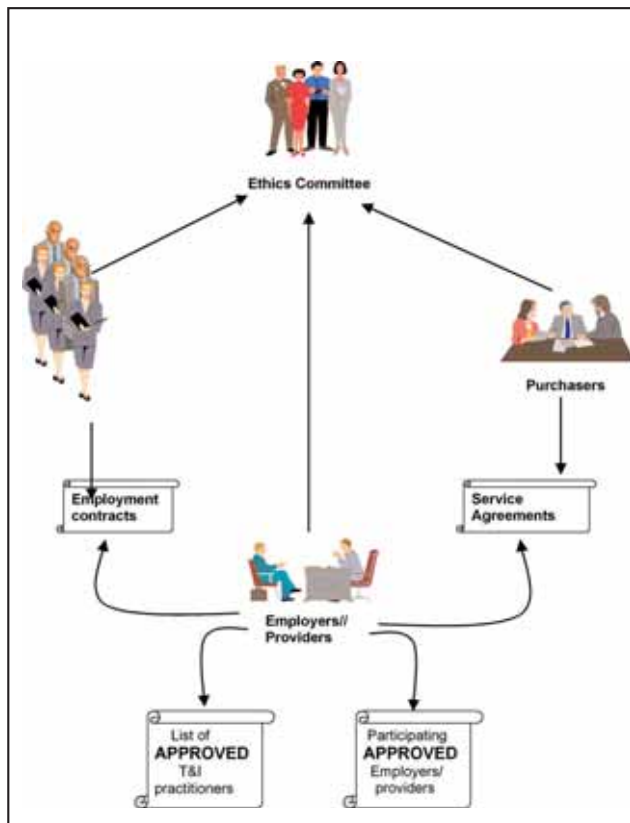 Ethics Committee
Purchasers
Employment
contracts
Service
Agreements
Employers//
Providers
List of
APPROVED
T&I
practitioners
Participating
APPROVED
Employers/
providers